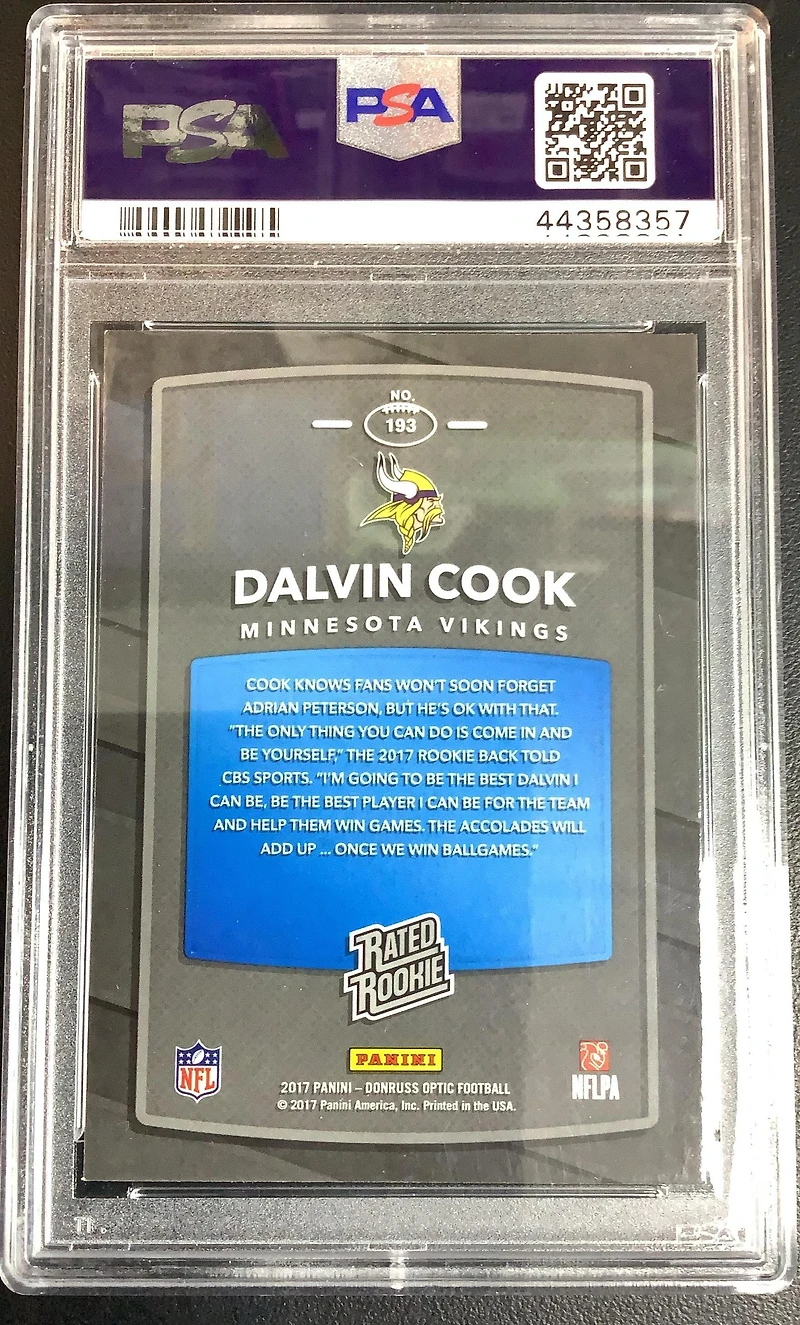 PSA
PSA
44358357
NO.
193
DALVIN COOK
MINNESOTA VIKINGS
COOK KNOWS FANS WON'T SOON FORGET
ADRIAN PETERSON, BUT HE'S OK WITH THAT.
"THE ONLY THING YOU CAN DO IS COME IN AND
BE YOURSELF," THE 2017 ROOKIE BACK TOLD
CBS SPORTS. "I'M GOING TO BE THE BEST DALVIN I
CAN BE, BE THE BEST PLAYER I CAN BE FOR THE TEAM
AND HELP THEM WIN GAMES. THE ACCOLADES WILL
ADD UP ... ONCE WE WIN BALLGAMES."
RATED
ROOKIE
NFL
PANINI
NFLPA
2017 PANINI – DONRUSS OPTIC FOOTBALL
© 2017 Panini America, Inc. Printed in the USA.
PSA